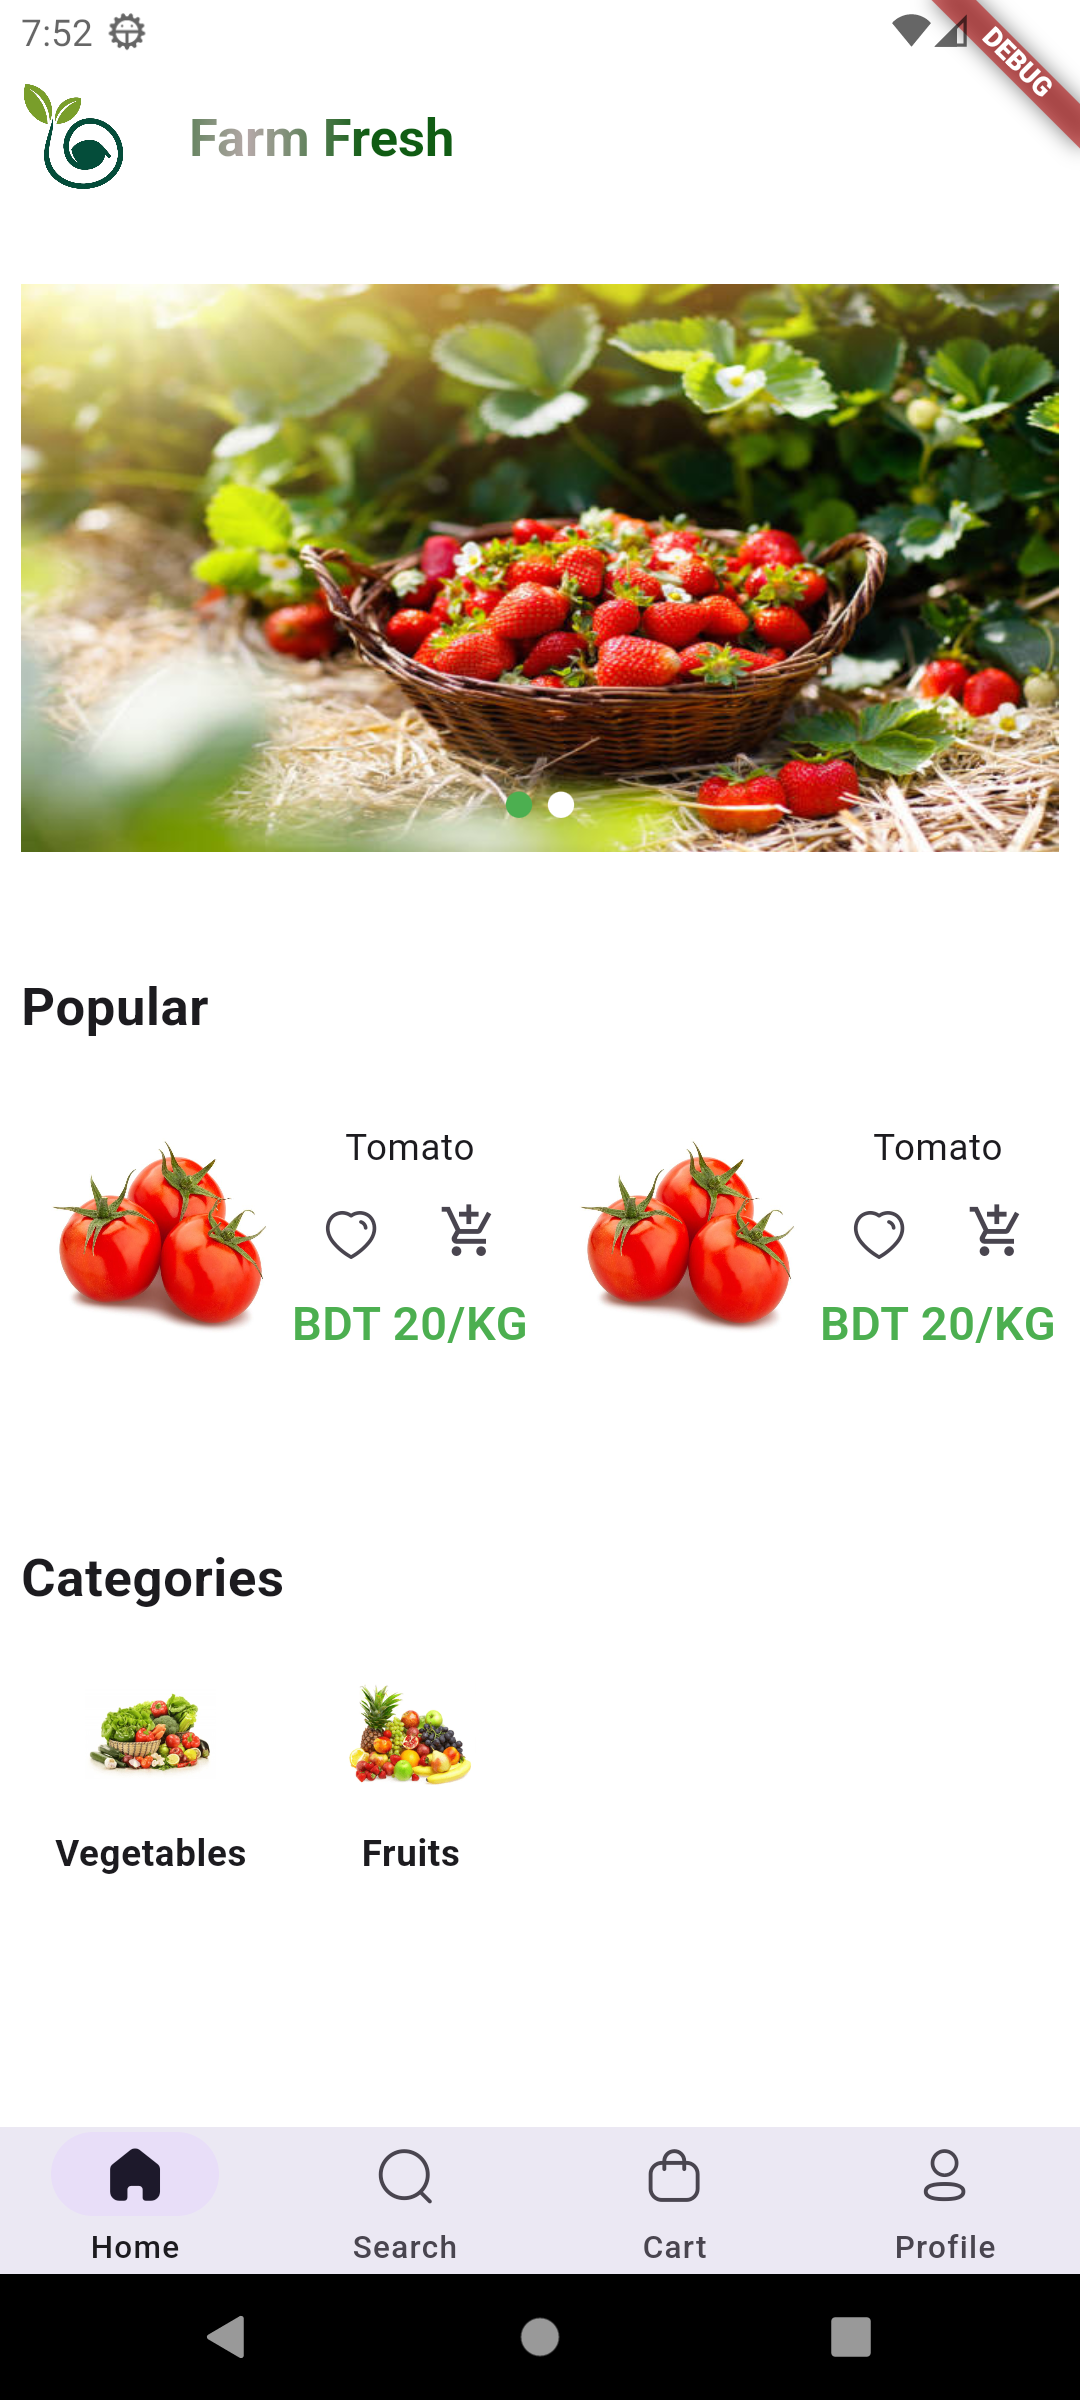 7:52
DEBUG
Farm Fresh
Popular
Tomato
Tomato
BDT 20/KG
BDT 20/KG
Categories
Vegetables
Fruits
Home
Search
Cart
Profile